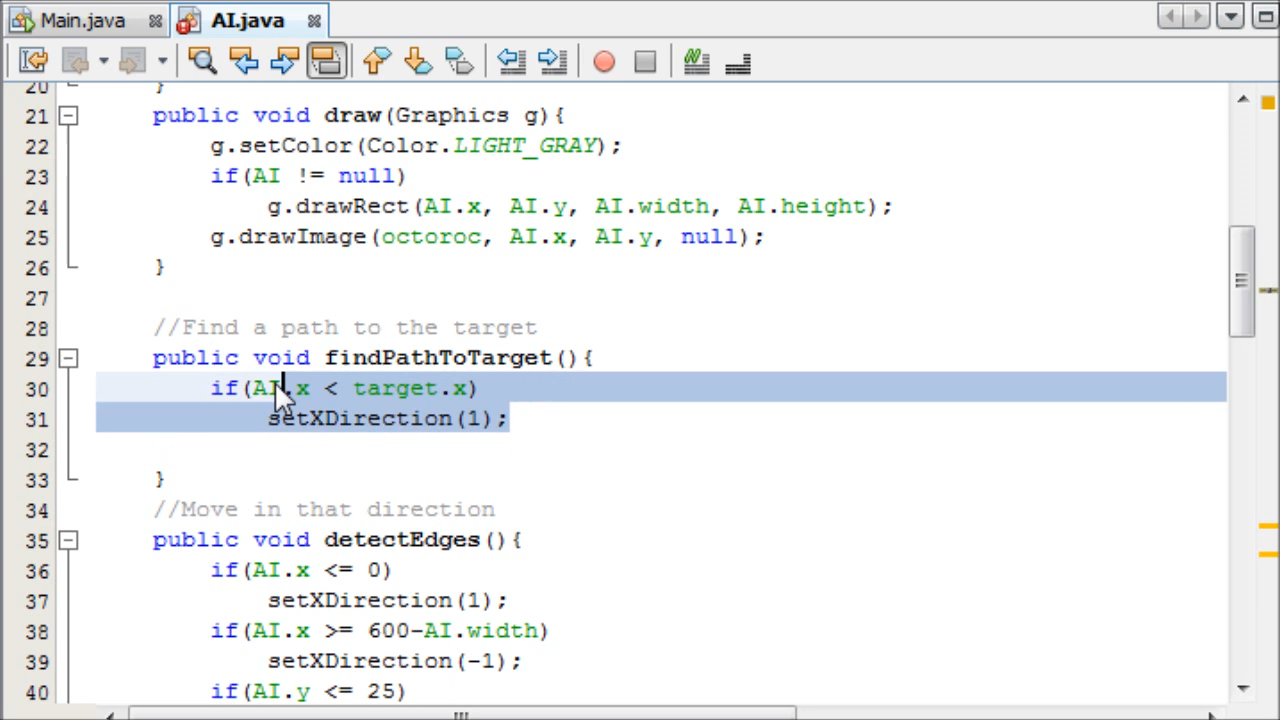 Main.java AI.java
20 }
21 public void draw(Graphics g){
22 g.setColor(Color.LIGHT_GRAY);
23 if(AI != null)
24 g.drawRect(AI.x, AI.y, AI.width, AI.height);
25 g.drawImage(octoroc, AI.x, AI.y, null);
26 }
27
28 //Find a path to the target
29 public void findPathToTarget(){
30 if(AI.x < target.x)
31 setXDirection(1);
32
33 }
34 //Move in that direction
35 public void detectEdges(){
36 if(AI.x <= 0)
37 setXDirection(1);
38 if(AI.x >= 600-AI.width)
39 setXDirection(-1);
40 if(AI.y <= 25)